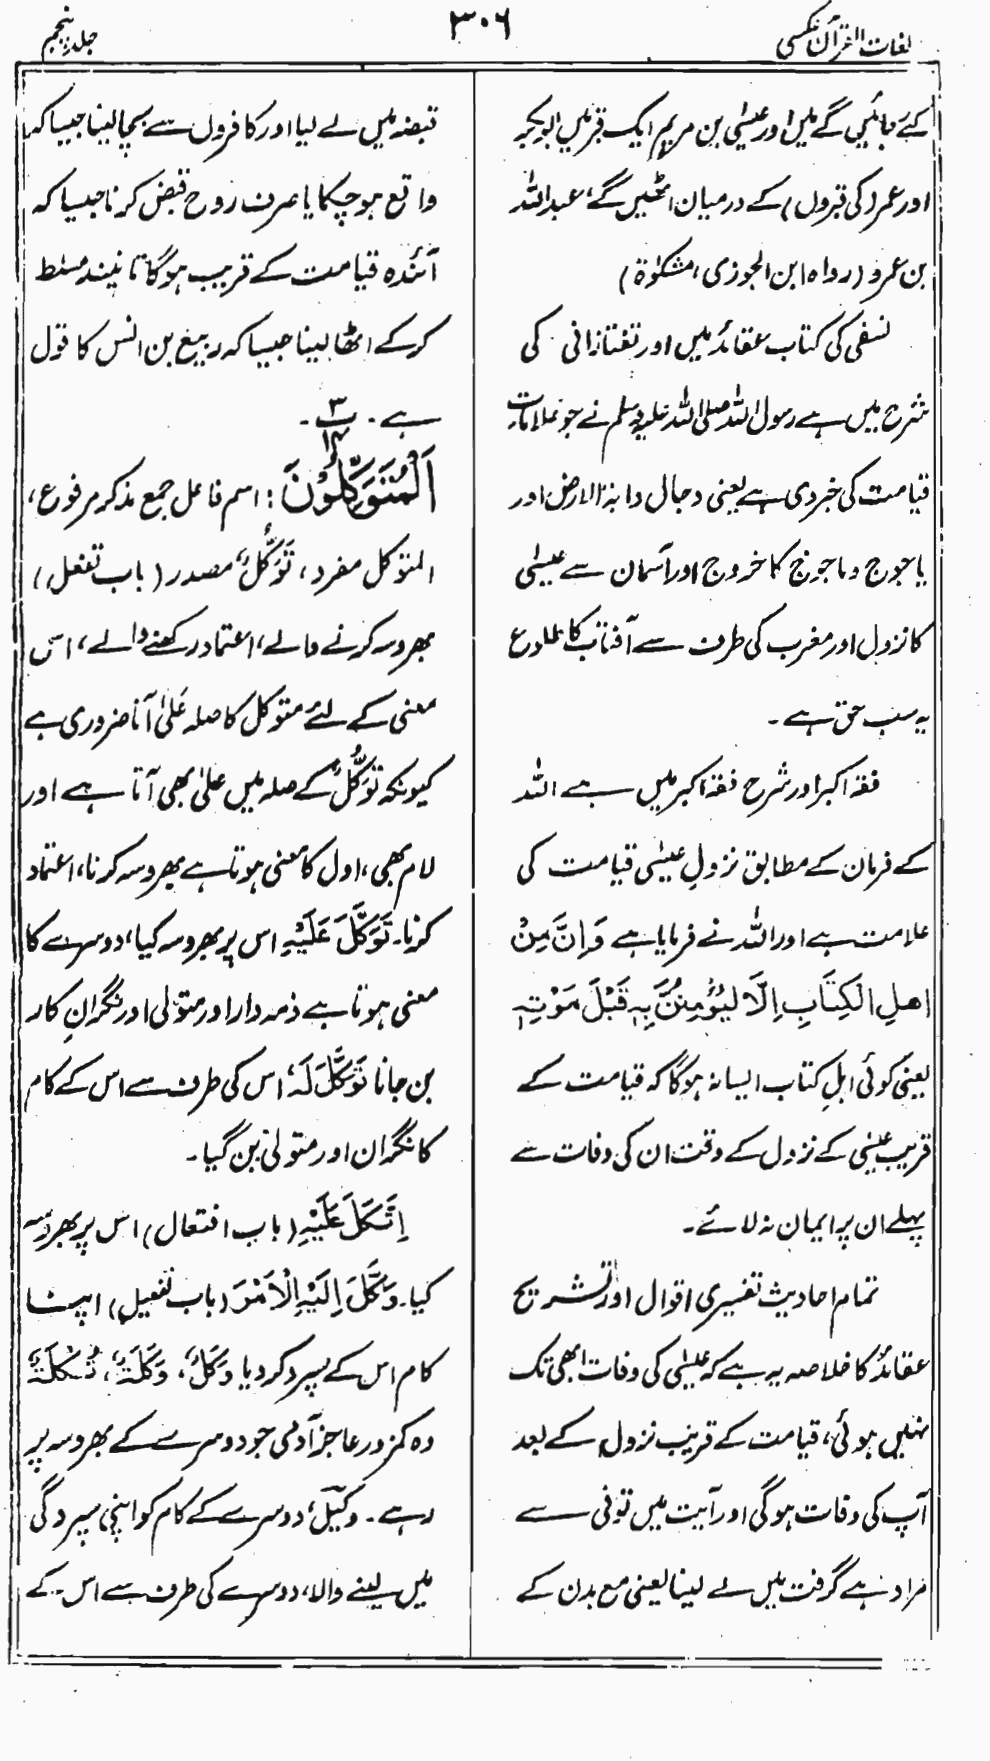 لغات القرآن عکسی
۳۰۶
جلد پنجم
کئے جائیں گے میں اور عیسیٰ بن مریم ایک قبر میں ابوبکر
اور عمر (کی قبروں) کے درمیان اٹھیں گے، عبداللہ
بن عمرو (رواہ ابن الجوزی، مشکوٰۃ)
نسفی کی کتاب عقائد میں اور تفتازانی کی
شرح میں ہے رسول اللہ صلی اللہ علیہ وسلم نے جو علامات
قیامت کی خبر دی ہے یعنی دجال دابۃ الارض اور
یاجوج وماجوج کا خروج اور آسمان سے عیسیٰ
کا نزول اور مغرب کی طرف سے آفتاب کا طلوع
یہ سب حق ہے۔
فقہ اکبر اور شرح فقہ اکبر میں ہے اللہ
کے فرمان کے مطابق نزولِ عیسیٰ قیامت کی
علامت ہے اور اللہ نے فرمایا ہے وَاِنَّ مِنْ
اھلِ الکِتَابِ اِلَّا لَیُؤْمِنَنَّ بِہٖ قَبْلَ مَوْتِہٖ
یعنی کوئی اہلِ کتاب ایسا نہ ہوگا کہ قیامت کے
قریب عیسیٰ کے نزول کے وقت ان کی وفات سے
پہلے ان پر ایمان نہ لائے۔
تمام احادیث تفسیری اقوال اور تشریح
عقائد کا خلاصہ یہ ہے کہ عیسیٰ کی وفات ابھی تک
نہیں ہوئی، قیامت کے قریب نزول کے بعد
آپ کی وفات ہوگی اور آیت میں توفی سے
مراد ہے گرفت میں لے لینا یعنی مع بدن کے
قبضہ میں لے لیا اور کافروں سے بچا لینا جیسا کہ
واقع ہوچکا یا صرف روح قبض کرنا جیسا کہ
آئندہ قیامت کے قریب ہوگا یا نیند مسلط
کرکے اٹھا لینا جیسا کہ ربیع بن انس کا قول
ہے۔ ۳/۱۴۔
اَلْمُتَوَکِّلُوْنَ: اسم فاعل جمع مذکر مرفوع،
المتوکل مفرد، تَوَکُّلٌ مصدر (باب تفعل)
بھروسہ کرنے والے، اعتماد رکھنے والے، اس
معنی کے لئے متوکل کا صلہ عَلیٰ آنا ضروری ہے
کیونکہ تَوَکُّلٌ کے صلہ میں علیٰ بھی آتا ہے اور
لام بھی، اول کا معنی ہوتا ہے بھروسہ کرنا، اعتماد
کرنا۔ تَوَکَّلَ عَلَیْہِ اس پر بھروسہ کیا، دوسرے کا
معنی ہوتا ہے ذمہ دار اور متولی اور نگرانِ کار
بن جانا تَوَکَّلَ لَہٗ اس کی طرف سے اس کے کام
کا نگران اور متولی بن گیا۔
اِتَّکَلَ عَلَیْہِ (باب افتعال) اس پر بھروسہ
کیا۔ وَکَّلَ اِلَیْہِ الْاَمْرَ (باب تفعیل) اپنا
کام اس کے سپرد کردیا وَکَلٌ، وَکَلَۃٌ، تُکَلَۃٌ
وہ کمزور عاجز آدمی جو دوسرے کے بھروسہ پر
رہے۔ وکیلٌ، دوسرے کے کام کو اپنی سپردگی
میں لینے والا، دوسرے کی طرف سے اس کے